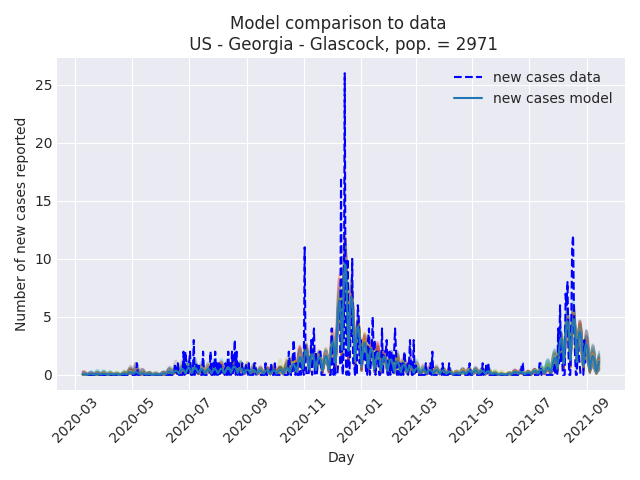 Model comparison to data
US - Georgia - Glascock, pop. = 2971
new cases data
new cases model
Number of new cases reported
25
20
15
10
5
0
2020-03
2020-05
2020-07
2020-09
2020-11
2021-01
2021-03
2021-05
2021-07
2021-09
Day